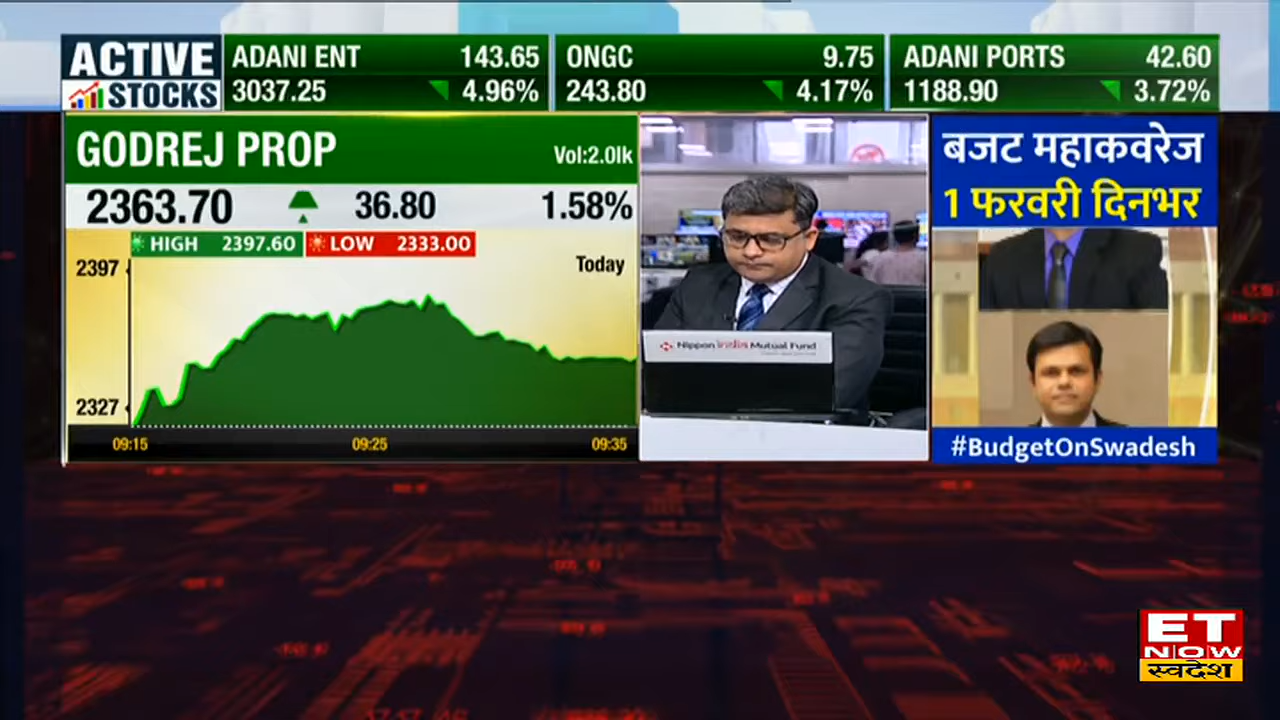 ACTIVE STOCKS
ADANI ENT 143.65
3037.25 4.96%
ONGC 9.75
243.80 4.17%
ADANI PORTS 42.60
1188.90 3.72%
GODREJ PROP Vol:2.0lk
2363.70 36.80 1.58%
HIGH 2397.60 LOW 2333.00
Today
2397
2327
09:15 09:25 09:35
Nippon india Mutual Fund
बजट महाकवरेज
1 फरवरी दिनभर
#BudgetOnSwadesh
ET
NOW
स्वदेश